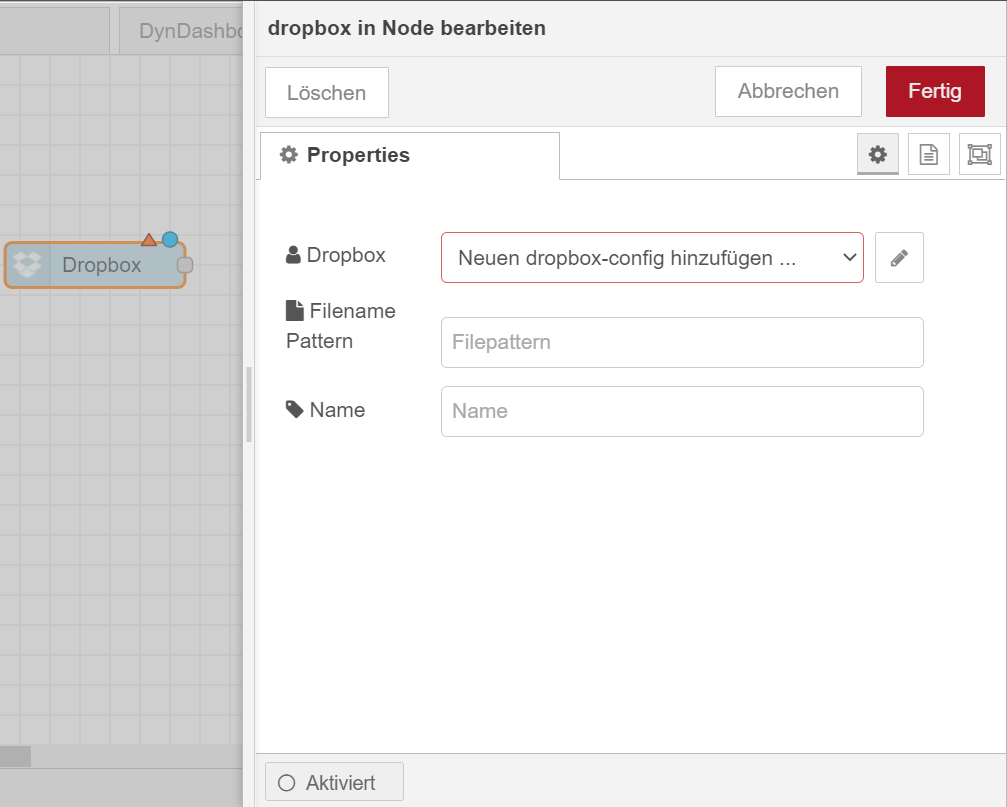 DynDashbo
dropbox in Node bearbeiten
Löschen
Abbrechen
Fertig
Properties
Dropbox
Dropbox
Neuen dropbox-config hinzufügen ...
Filename
Pattern
Filepattern
Name
Name
Aktiviert